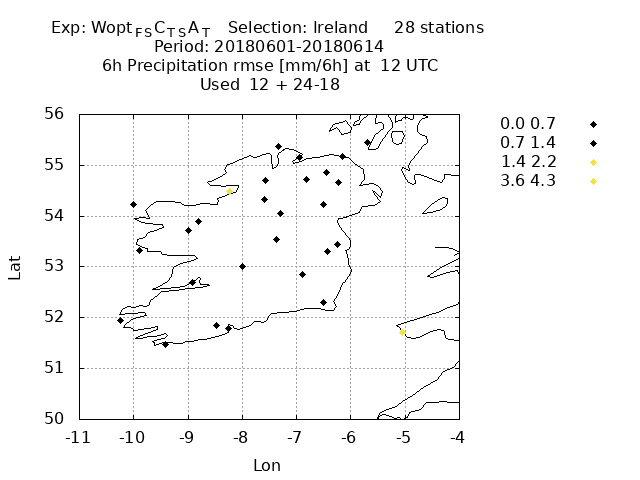 Exp: Wopt FS C TS A T Selection: Ireland 28 stations
Period: 20180601-20180614
6h Precipitation rmse [mm/6h] at 12 UTC
Used 12 + 24-18
56
55
54
53
52
51
50
Lat
-11 -10 -9 -8 -7 -6 -5 -4
Lon
0.0 0.7
0.7 1.4
1.4 2.2
3.6 4.3